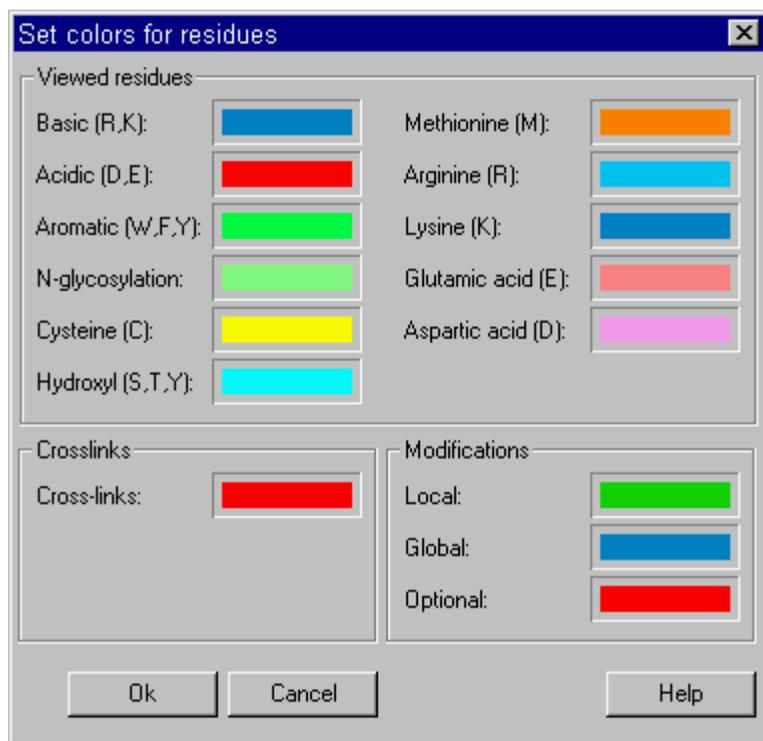 Set colors for residues
Viewed residues
Basic (R,K):
Methionine (M):
Acidic (D,E):
Arginine (R):
Aromatic (W,F,Y):
Lysine (K):
N-glycosylation:
Glutamic acid (E):
Cysteine (C):
Aspartic acid (D):
Hydroxyl (S,T,Y):
Crosslinks
Cross-links:
Modifications
Local:
Global:
Optional:
Ok
Cancel
Help